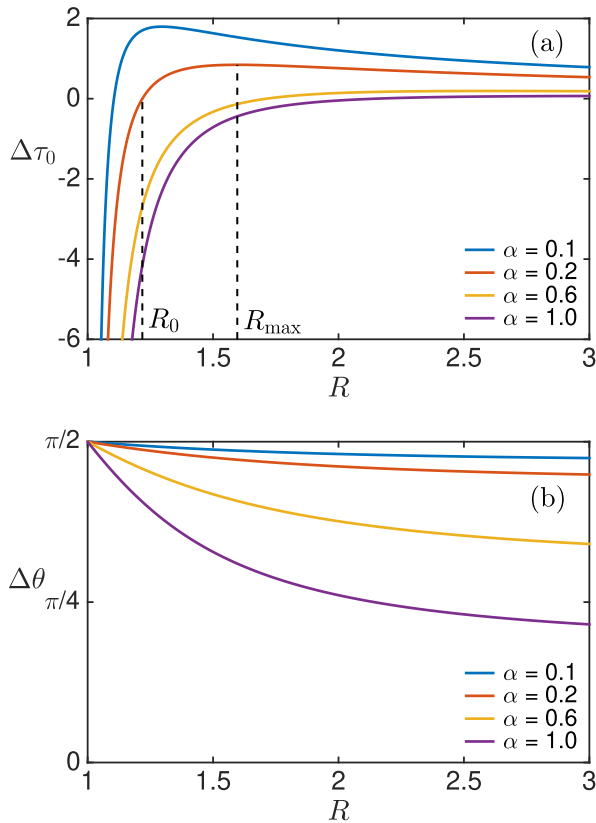 2
(a)
0
Δτ₀
-2
-4
α = 0.1
α = 0.2
α = 0.6
α = 1.0
R₀
R_max
-6
1
1.5
2
2.5
3
R
π/2
(b)
Δθ
π/4
α = 0.1
α = 0.2
α = 0.6
α = 1.0
0
1
1.5
2
2.5
3
R